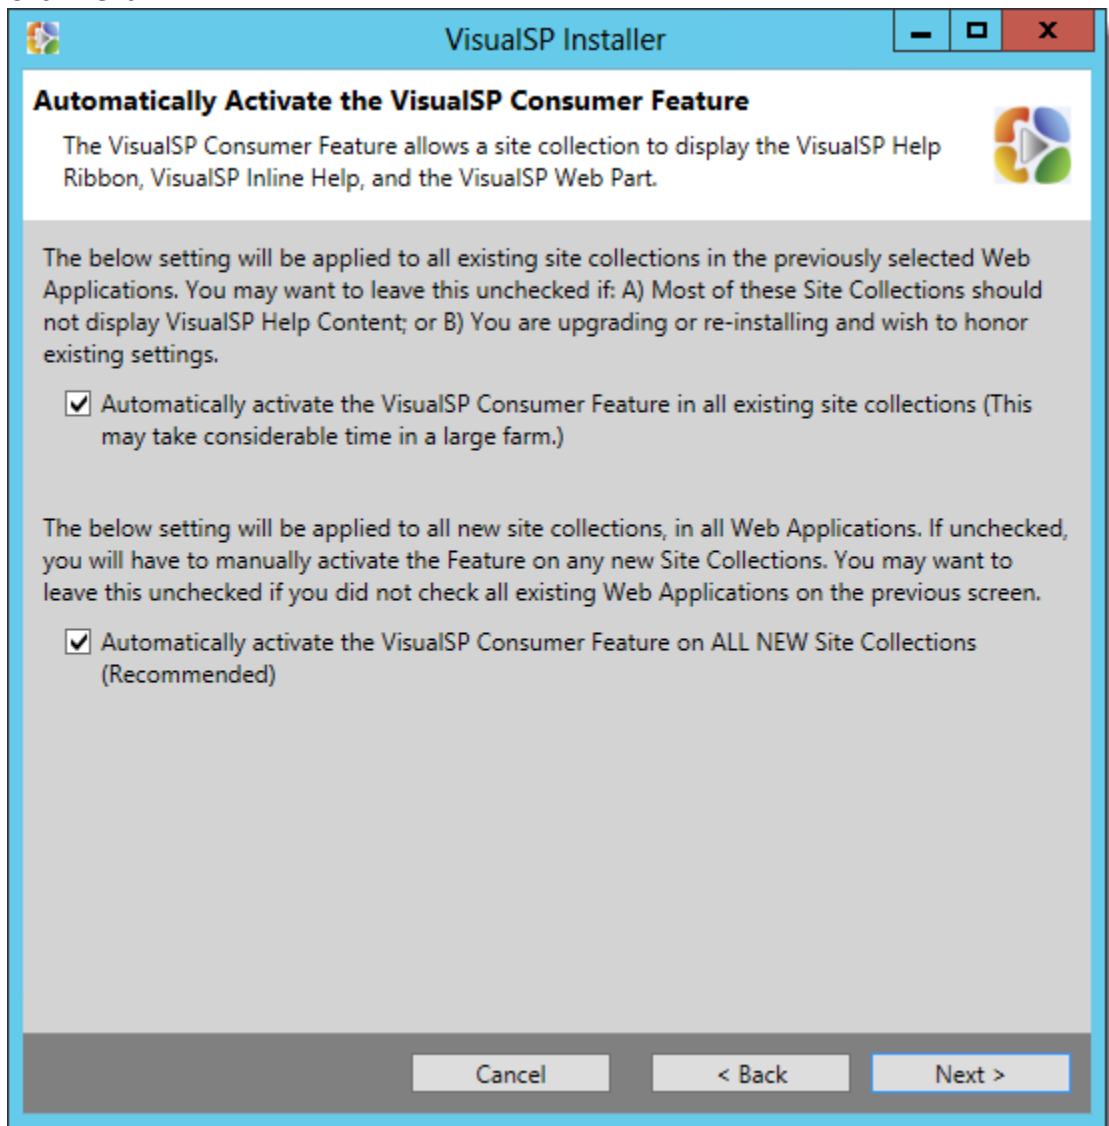 VisualSP Installer
Automatically Activate the VisualSP Consumer Feature
The VisualSP Consumer Feature allows a site collection to display the VisualSP Help
Ribbon, VisualSP Inline Help, and the VisualSP Web Part.
The below setting will be applied to all existing site collections in the previously selected Web
Applications. You may want to leave this unchecked if: A) Most of these Site Collections should
not display VisualSP Help Content; or B) You are upgrading or re-installing and wish to honor
existing settings.
Automatically activate the VisualSP Consumer Feature in all existing site collections (This
may take considerable time in a large farm.)
The below setting will be applied to all new site collections, in all Web Applications. If unchecked,
you will have to manually activate the Feature on any new Site Collections. You may want to
leave this unchecked if you did not check all existing Web Applications on the previous screen.
Automatically activate the VisualSP Consumer Feature on ALL NEW Site Collections
(Recommended)
Cancel
< Back
Next >